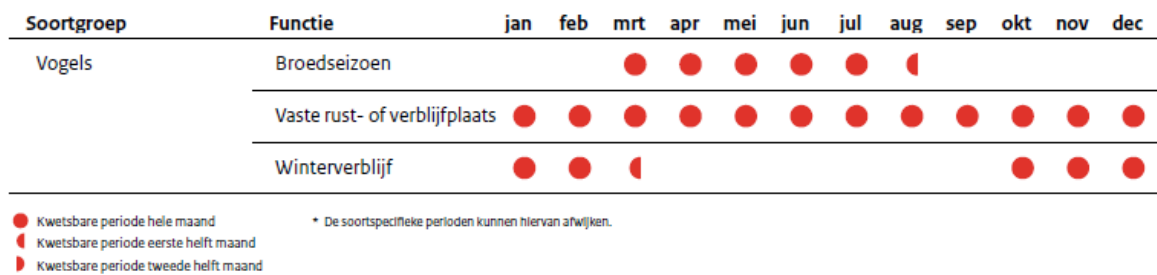 Soortgroep Functie jan feb mrt apr mei jun jul aug sep okt nov dec
Vogels Broedseizoen
Vaste rust- of verblijfplaats
Winterverblijf
Kwetsbare periode hele maand * De soortspecifieke perioden kunnen hiervan afwijken.
Kwetsbare periode eerste helft maand
Kwetsbare periode tweede helft maand